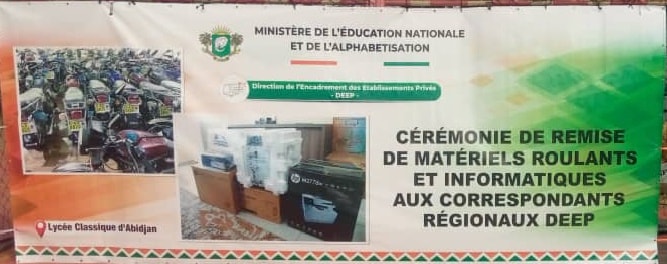 MINISTÈRE DE L'ÉDUCATION NATIONALE
ET DE L'ALPHABETISATION
Direction de l'Encadrement des Etablissements Privés
- DEEP -
CÉRÉMONIE DE REMISE
DE MATÉRIELS ROULANTS
ET INFORMATIQUES
AUX CORRESPONDANTS
RÉGIONAUX DEEP
hp
Lycée Classique d'Abidjan